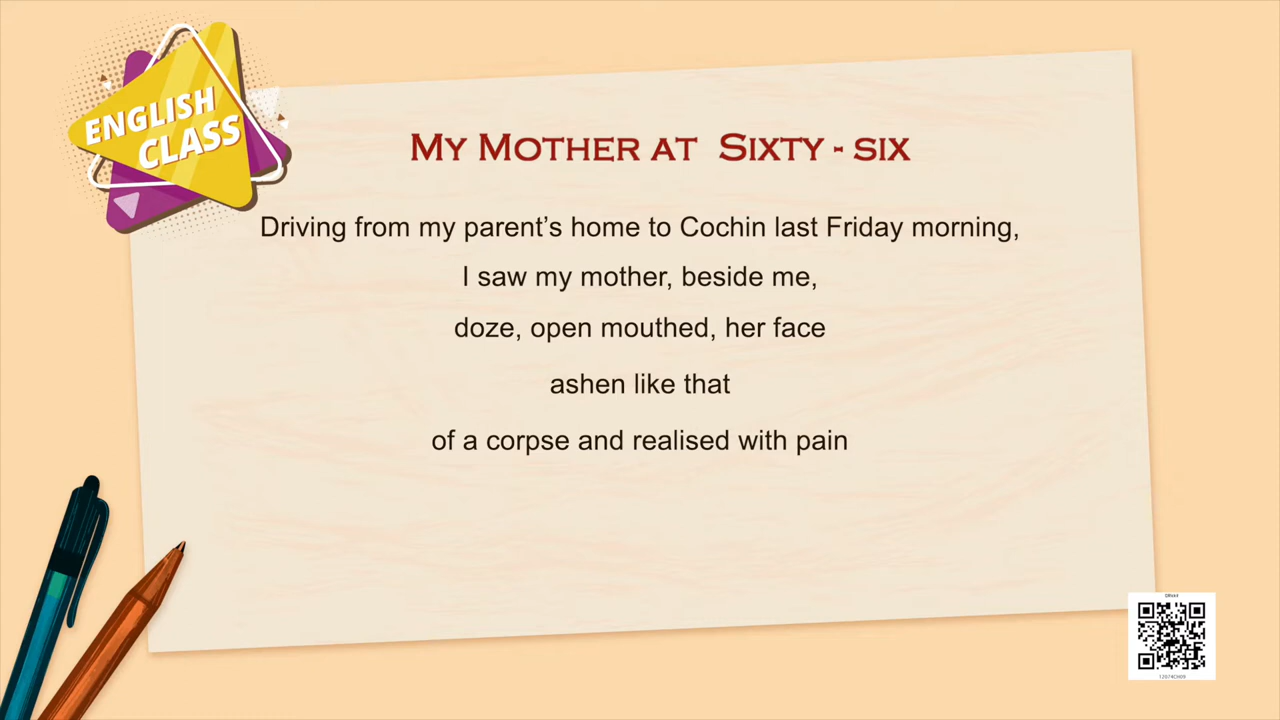 ENGLISH
CLASS
MY MOTHER AT SIXTY - SIX
Driving from my parent’s home to Cochin last Friday morning,
I saw my mother, beside me,
doze, open mouthed, her face
ashen like that
of a corpse and realised with pain
12074CH09